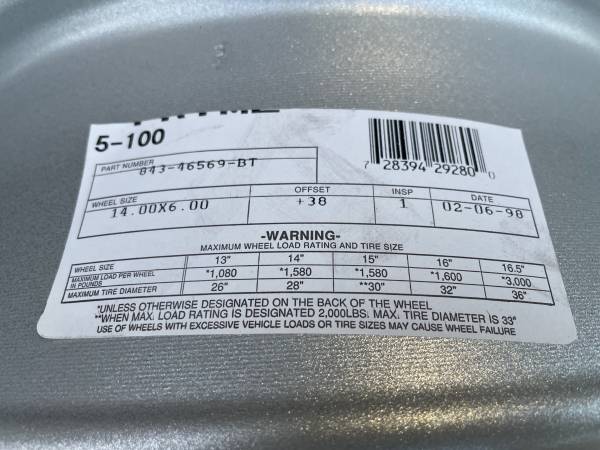 5-100
PART NUMBER
043-46569-BT
7 28394 29280 0
WHEEL SIZE OFFSET INSP DATE
14.00X6.00 +38 1 02-06-98
-WARNING-
MAXIMUM WHEEL LOAD RATING AND TIRE SIZE
WHEEL SIZE 13" 14" 15" 16" 16.5"
MAXIMUM LOAD PER WHEEL IN POUNDS *1,080 *1,580 *1,580 *1,600 *3,000
MAXIMUM TIRE DIAMETER 26" 28" **30" 32" 36"
*UNLESS OTHERWISE DESIGNATED ON THE BACK OF THE WHEEL
**WHEN MAX. LOAD RATING IS DESIGNATED 2,000LBS. MAX. TIRE DIAMETER IS 33"
USE OF WHEELS WITH EXCESSIVE VEHICLE LOADS OR TIRE SIZES MAY CAUSE WHEEL FAILURE